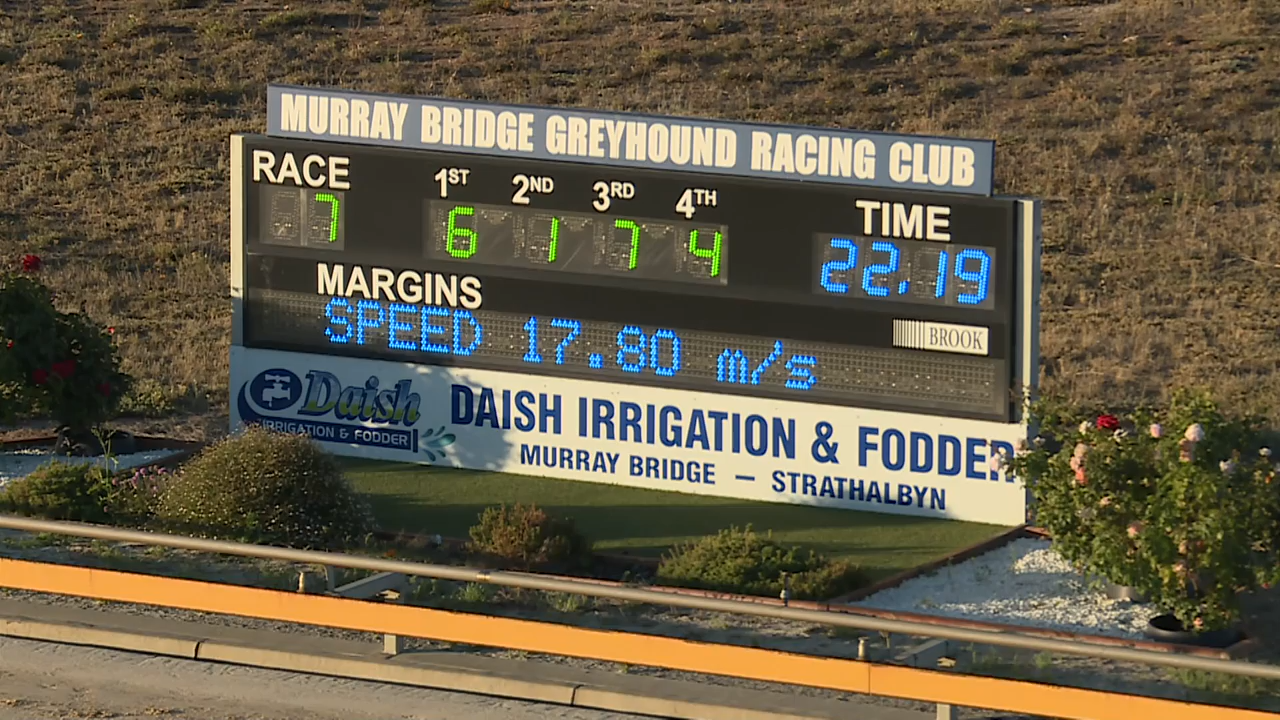 MURRAY BRIDGE GREYHOUND RACING CLUB
RACE 1ST 2ND 3RD 4TH TIME
7 6 1 7 4 22.19
MARGINS
SPEED 17.80 m/s
BROOK
Daish
IRRIGATION & FODDER
DAISH IRRIGATION & FODDER
MURRAY BRIDGE – STRATHALBYN